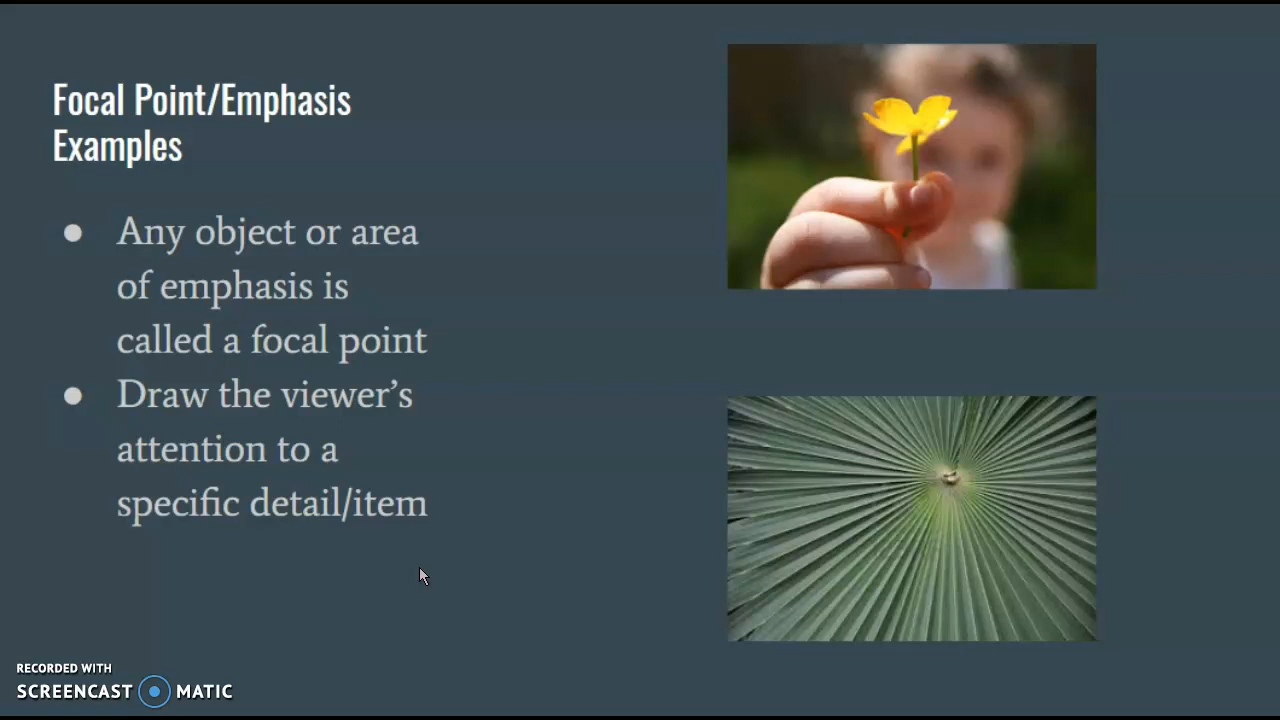 Focal Point/Emphasis
Examples
● Any object or area
of emphasis is
called a focal point
● Draw the viewer’s
attention to a
specific detail/item
RECORDED WITH
SCREENCAST MATIC